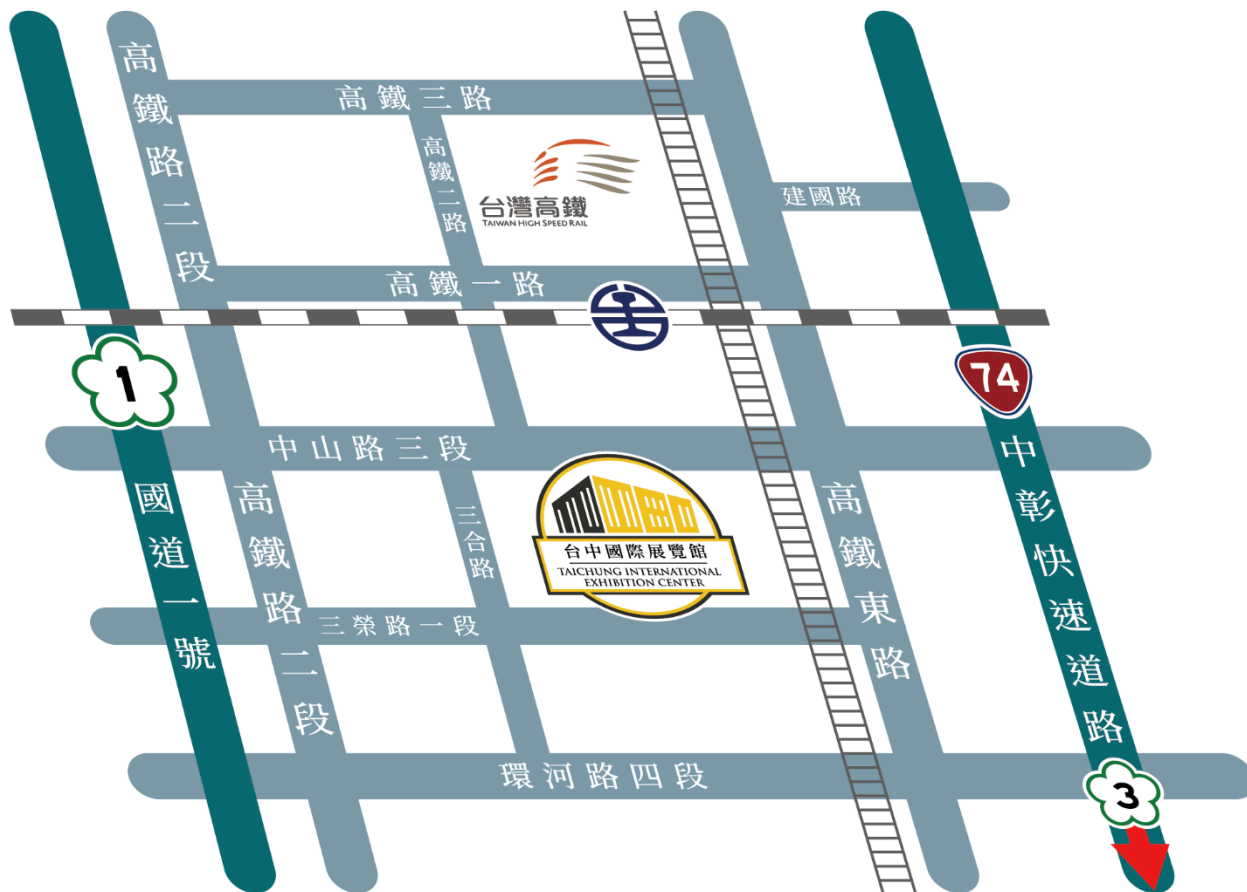 高鐵路二段
高鐵三路
高鐵二路
台灣高鐵
TAIWAN HIGH SPEED RAIL
建國路
高鐵一路
1
74
國道一號
中山路三段
中彰快速道路
高鐵路二段
三合路
台中國際展覽館
TAICHUNG INTERNATIONAL
EXHIBITION CENTER
高鐵東路
三榮路一段
環河路四段
3